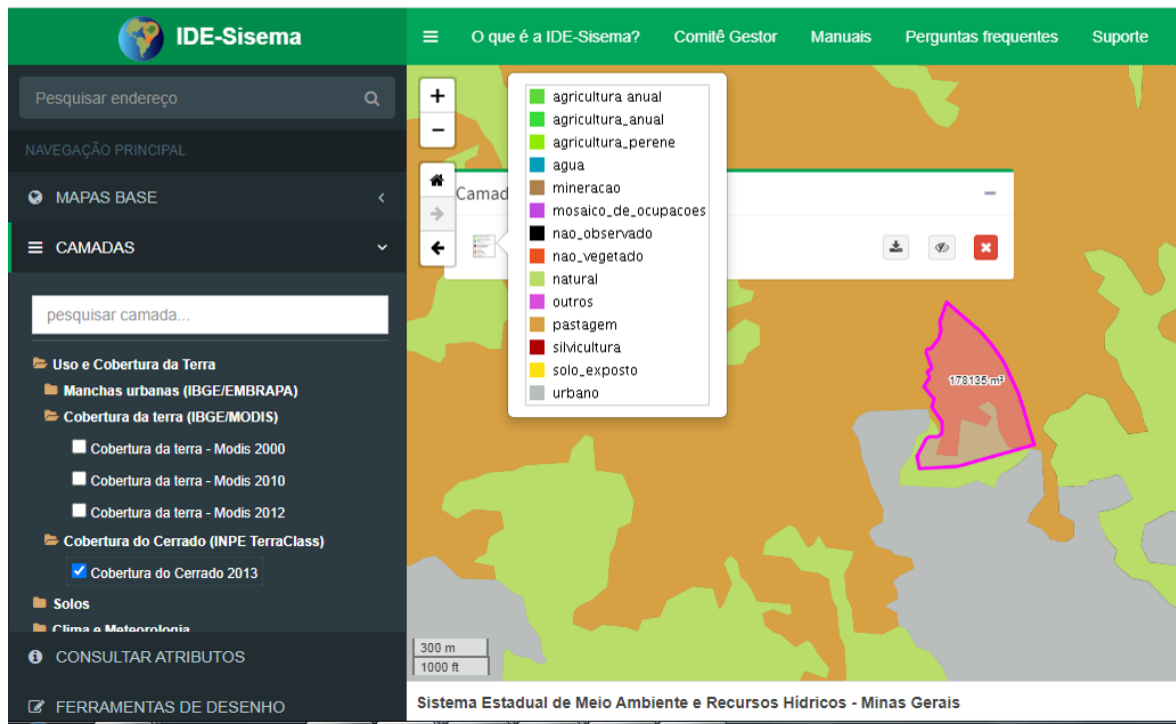 IDE-Sisema
O que é a IDE-Sisema?
Comitê Gestor
Manuais
Perguntas frequentes
Suporte
Pesquisar endereço
NAVEGAÇÃO PRINCIPAL
MAPAS BASE
CAMADAS
pesquisar camada...
Uso e Cobertura da Terra
Manchas urbanas (IBGE/EMBRAPA)
Cobertura da terra (IBGE/MODIS)
Cobertura da terra - Modis 2000
Cobertura da terra - Modis 2010
Cobertura da terra - Modis 2012
Cobertura do Cerrado (INPE TerraClass)
Cobertura do Cerrado 2013
Solos
Clima e Meteorologia
CONSULTAR ATRIBUTOS
FERRAMENTAS DE DESENHO
+
−
Camad
−
agricultura anual
agricultura_anual
agricultura_perene
agua
mineracao
mosaico_de_ocupacoes
nao_observado
nao_vegetado
natural
outros
pastagem
silvicultura
solo_exposto
urbano
178135 m²
300 m
1000 ft
Sistema Estadual de Meio Ambiente e Recursos Hídricos - Minas Gerais